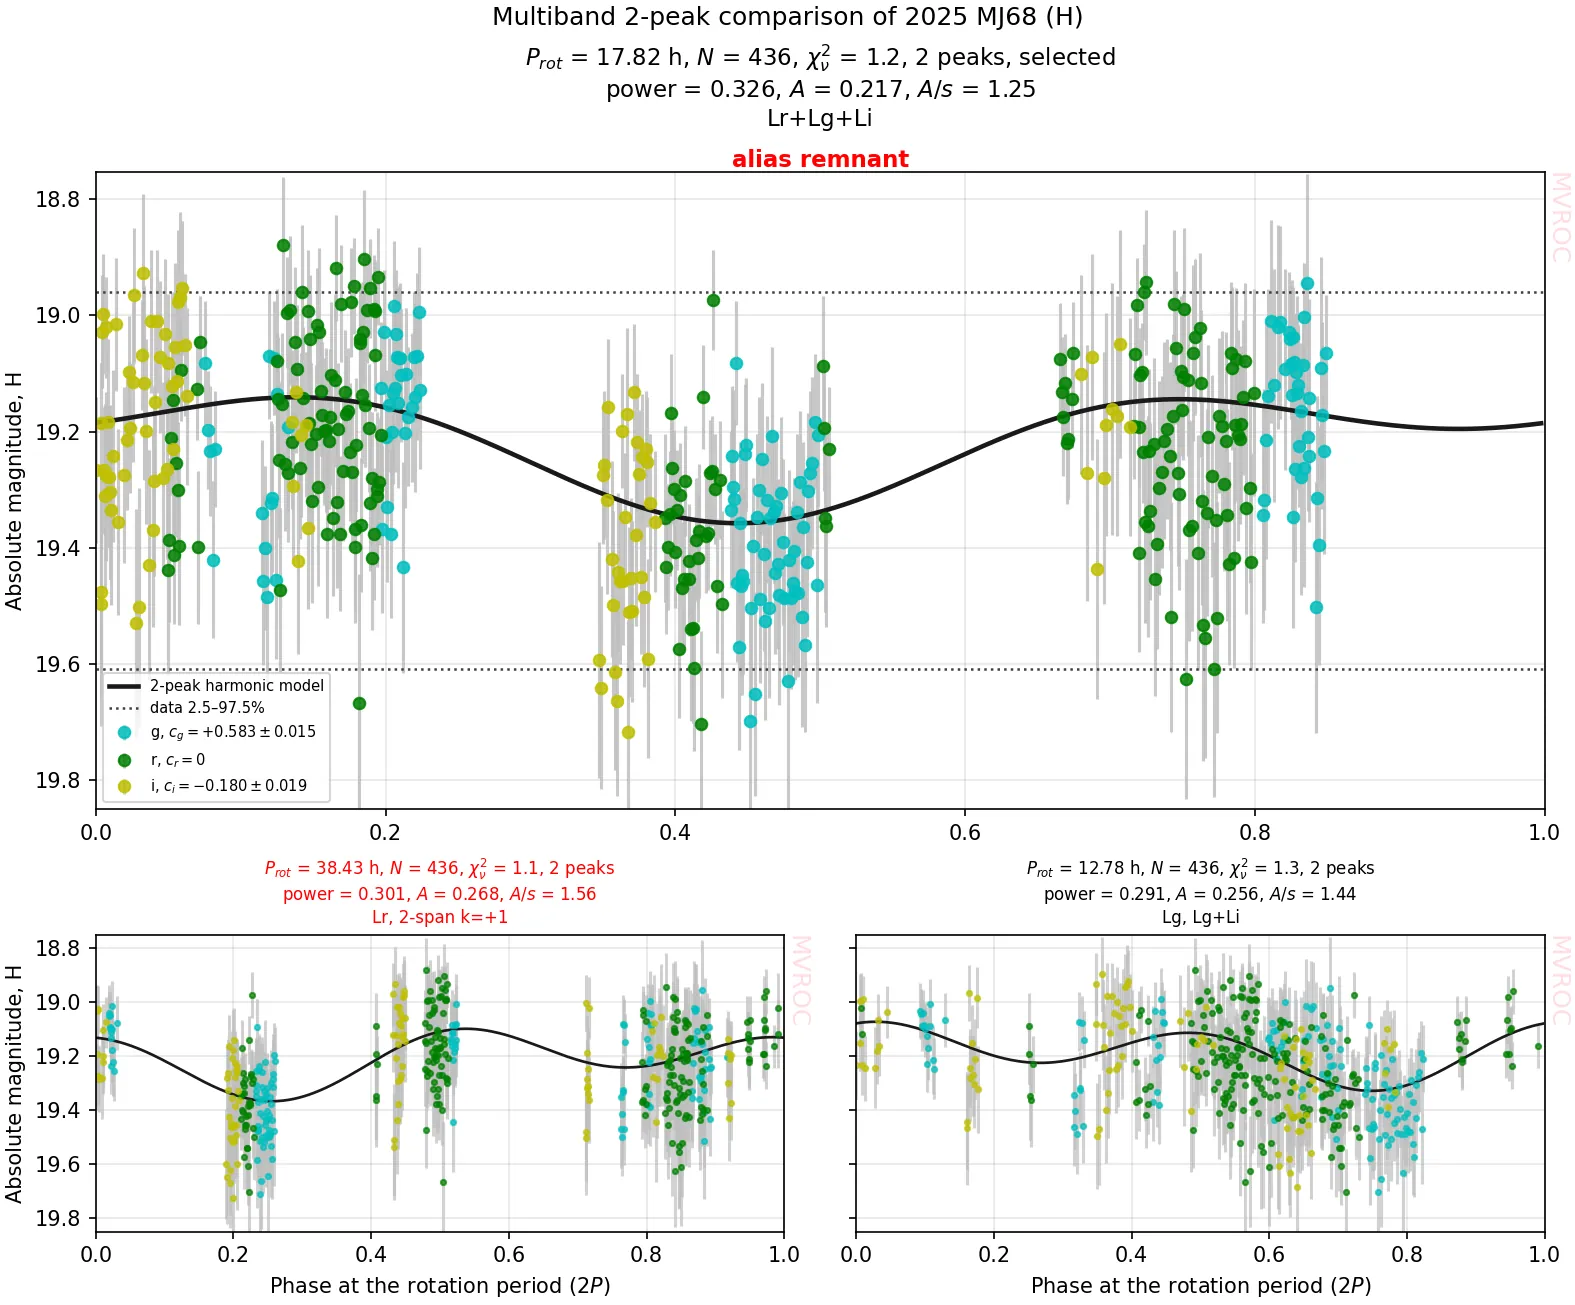 Multiband 2-peak comparison of 2025 MJ68 (H)
P_rot = 17.82 h, N = 436, χ²_ν = 1.2, 2 peaks, selected
power = 0.326, A = 0.217, A/s = 1.25
Lr+Lg+Li
alias remnant
MVROC
Absolute magnitude, H
18.8
19.0
19.2
19.4
19.6
19.8
2-peak harmonic model
data 2.5–97.5%
g, c_g = +0.583 ± 0.015
r, c_r = 0
i, c_i = −0.180 ± 0.019
0.0 0.2 0.4 0.6 0.8 1.0
P_rot = 38.43 h, N = 436, χ²_ν = 1.1, 2 peaks
power = 0.301, A = 0.268, A/s = 1.56
Lr, 2-span k=+1
MVROC
Absolute magnitude, H
18.8
19.0
19.2
19.4
19.6
19.8
0.0 0.2 0.4 0.6 0.8 1.0
Phase at the rotation period (2P)
P_rot = 12.78 h, N = 436, χ²_ν = 1.3, 2 peaks
power = 0.291, A = 0.256, A/s = 1.44
Lg, Lg+Li
MVROC
0.0 0.2 0.4 0.6 0.8 1.0
Phase at the rotation period (2P)